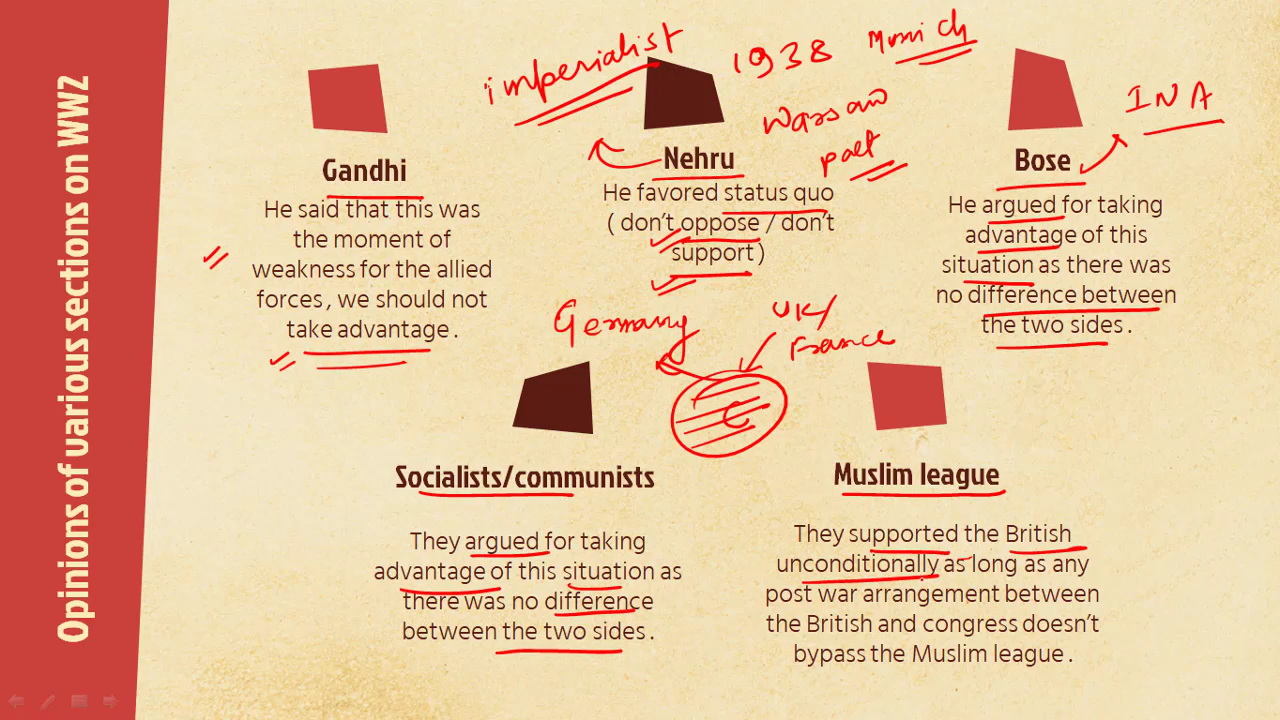 Opinions of various sections on WW2
imperialist
1938
Munich
Warsaw
pact
INA
Gandhi
He said that this was
the moment of
weakness for the allied
forces, we should not
take advantage.
Nehru
He favored status quo
( don't oppose / don't
support )
Bose
He argued for taking
advantage of this
situation as there was
no difference between
the two sides.
Germany
UK/
France
C
Socialists/communists
They argued for taking
advantage of this situation as
there was no difference
between the two sides.
Muslim league
They supported the British
unconditionally as long as any
post war arrangement between
the British and congress doesn't
bypass the Muslim league.